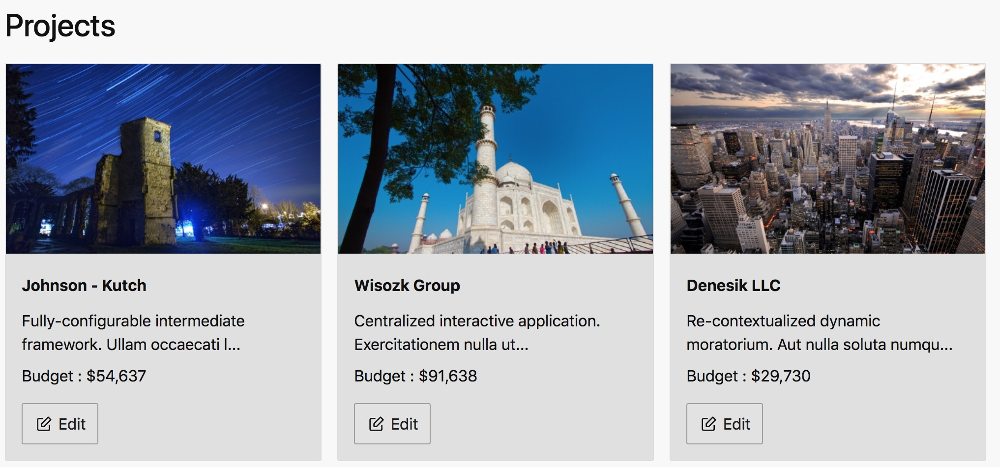 Projects
Johnson - Kutch
Fully-configurable intermediate
framework. Ullam occaecati l...
Budget : $54,637
Edit
Wisozk Group
Centralized interactive application.
Exercitationem nulla ut...
Budget : $91,638
Edit
Denesik LLC
Re-contextualized dynamic
moratorium. Aut nulla soluta numqu...
Budget : $29,730
Edit